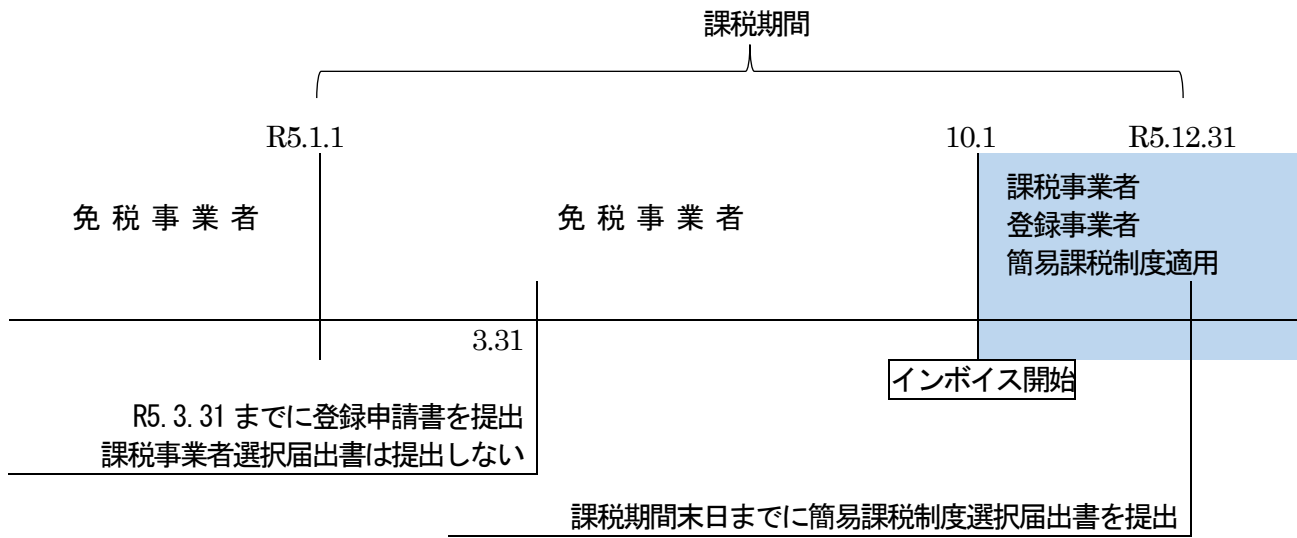 課税期間
R5.1.1
10.1
R5.12.31
免税事業者
免税事業者
課税事業者
登録事業者
簡易課税制度適用
3.31
インボイス開始
R5.3.31 までに登録申請書を提出
課税事業者選択届出書は提出しない
課税期間末日までに簡易課税制度選択届出書を提出